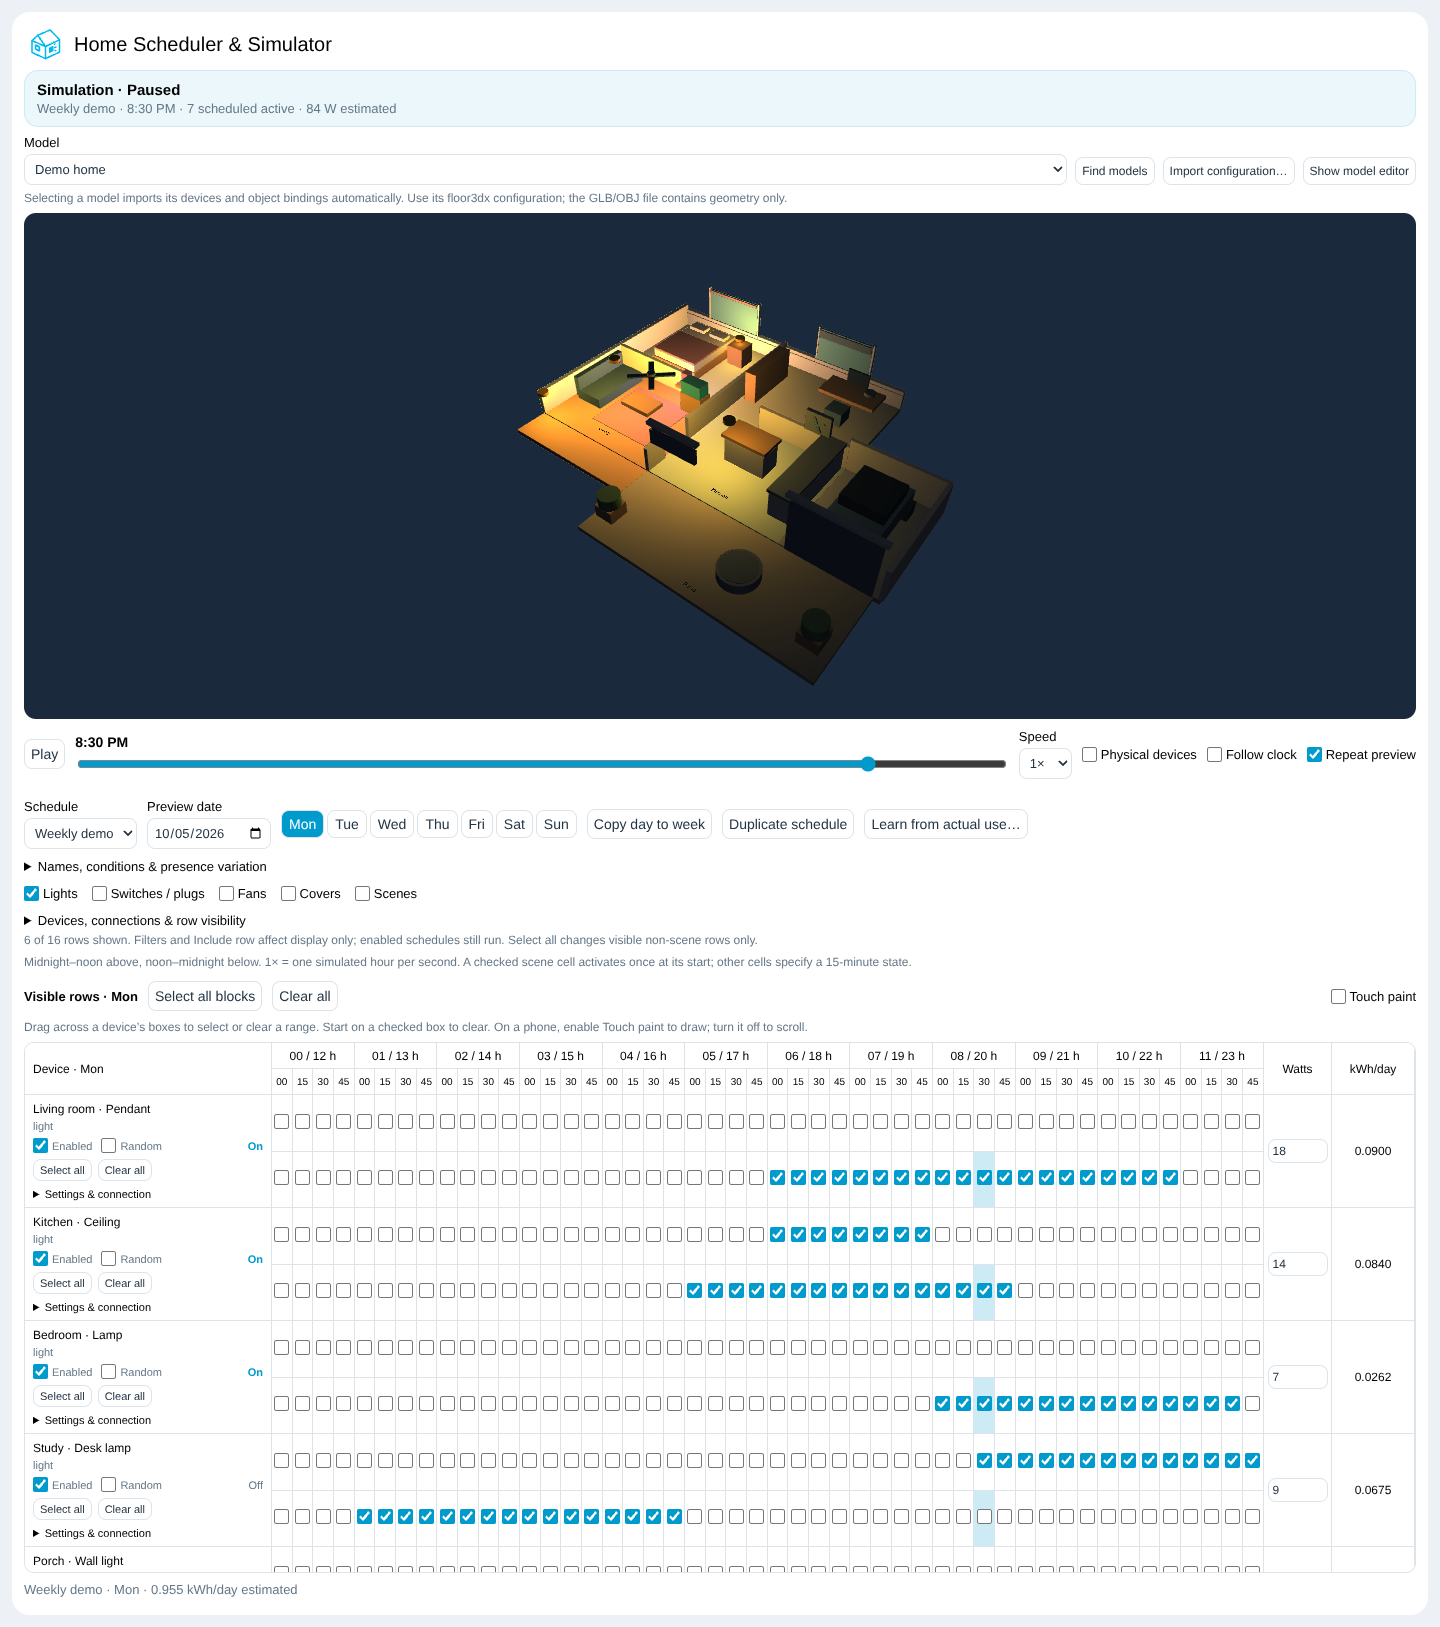 Home Scheduler & Simulator
Simulation · Paused
Weekly demo · 8:30 PM · 7 scheduled active · 84 W estimated
Model
Demo home
Find models
Import configuration…
Show model editor
Selecting a model imports its devices and object bindings automatically. Use its floor3dx configuration; the GLB/OBJ file contains geometry only.
Play
8:30 PM
Speed
1×
Physical devices
Follow clock
Repeat preview
Schedule
Weekly demo
Preview date
10/05/2026
Mon Tue Wed Thu Fri Sat Sun
Copy day to week
Duplicate schedule
Learn from actual use…
Names, conditions & presence variation
Lights Switches / plugs Fans Covers Scenes
Devices, connections & row visibility
6 of 16 rows shown. Filters and Include row affect display only; enabled schedules still run. Select all changes visible non-scene rows only.
Midnight–noon above, noon–midnight below. 1× = one simulated hour per second. A checked scene cell activates once at its start; other cells specify a 15-minute state.
Visible rows · Mon
Select all blocks
Clear all
Touch paint
Drag across a device's boxes to select or clear a range. Start on a checked box to clear. On a phone, enable Touch paint to draw; turn it off to scroll.
Device · Mon
00 / 12 h 01 / 13 h 02 / 14 h 03 / 15 h 04 / 16 h 05 / 17 h 06 / 18 h 07 / 19 h 08 / 20 h 09 / 21 h 10 / 22 h 11 / 23 h
Watts
kWh/day
00 15 30 45 00 15 30 45 00 15 30 45 00 15 30 45 00 15 30 45 00 15 30 45 00 15 30 45 00 15 30 45 00 15 30 45 00 15 30 45 00 15 30 45 00 15 30 45
Living room · Pendant
light
Enabled Random On
Select all Clear all
Settings & connection
18
0.0900
Kitchen · Ceiling
light
Enabled Random On
Select all Clear all
Settings & connection
14
0.0840
Bedroom · Lamp
light
Enabled Random On
Select all Clear all
Settings & connection
7
0.0262
Study · Desk lamp
light
Enabled Random Off
Select all Clear all
Settings & connection
9
0.0675
Porch · Wall light
Weekly demo · Mon · 0.955 kWh/day estimated